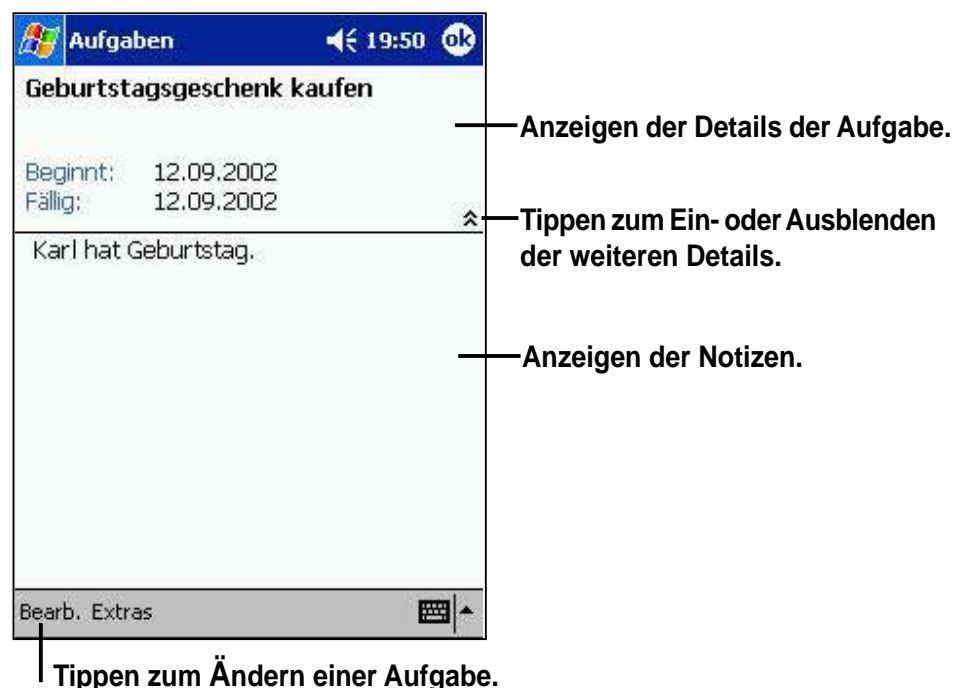 Aufgaben 19:50 ok
Geburtstagsgeschenk kaufen
Anzeigen der Details der Aufgabe.
Beginnt: 12.09.2002
Fällig: 12.09.2002
Tippen zum Ein- oder Ausblenden
der weiteren Details.
Karl hat Geburtstag.
Anzeigen der Notizen.
Bearb. Extras
Tippen zum Ändern einer Aufgabe.